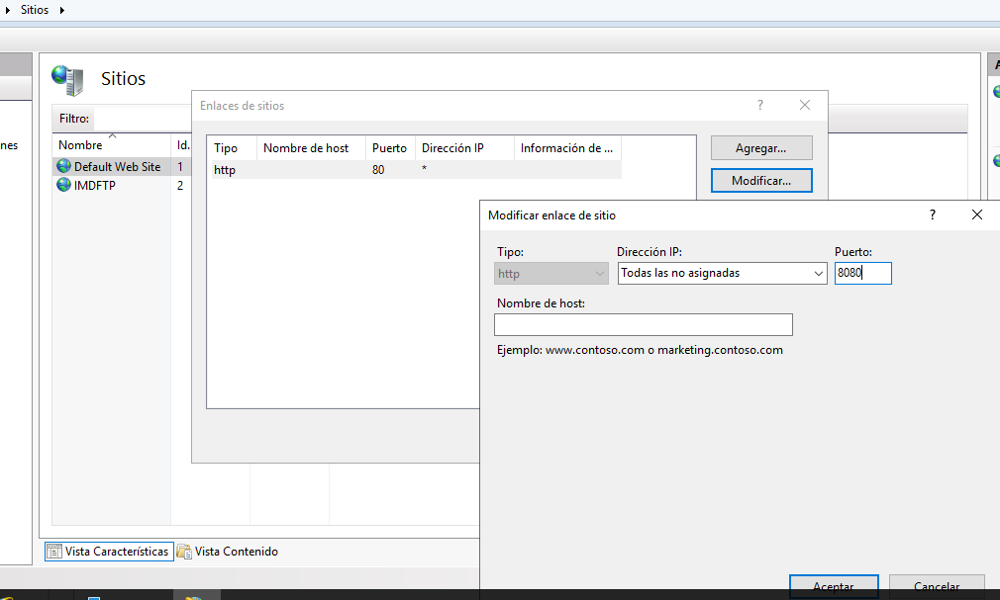 Sitios
Sitios
Filtro:
Nombre Id.
Default Web Site 1
IMDFTP 2
nes
Enlaces de sitios ?
Tipo Nombre de host Puerto Dirección IP Información de ...
http 80 *
Agregar...
Modificar...
Modificar enlace de sitio ?
Tipo: Dirección IP: Puerto:
http Todas las no asignadas 8080
Nombre de host:
Ejemplo: www.contoso.com o marketing.contoso.com
Vista Características Vista Contenido
Aceptar Cancelar